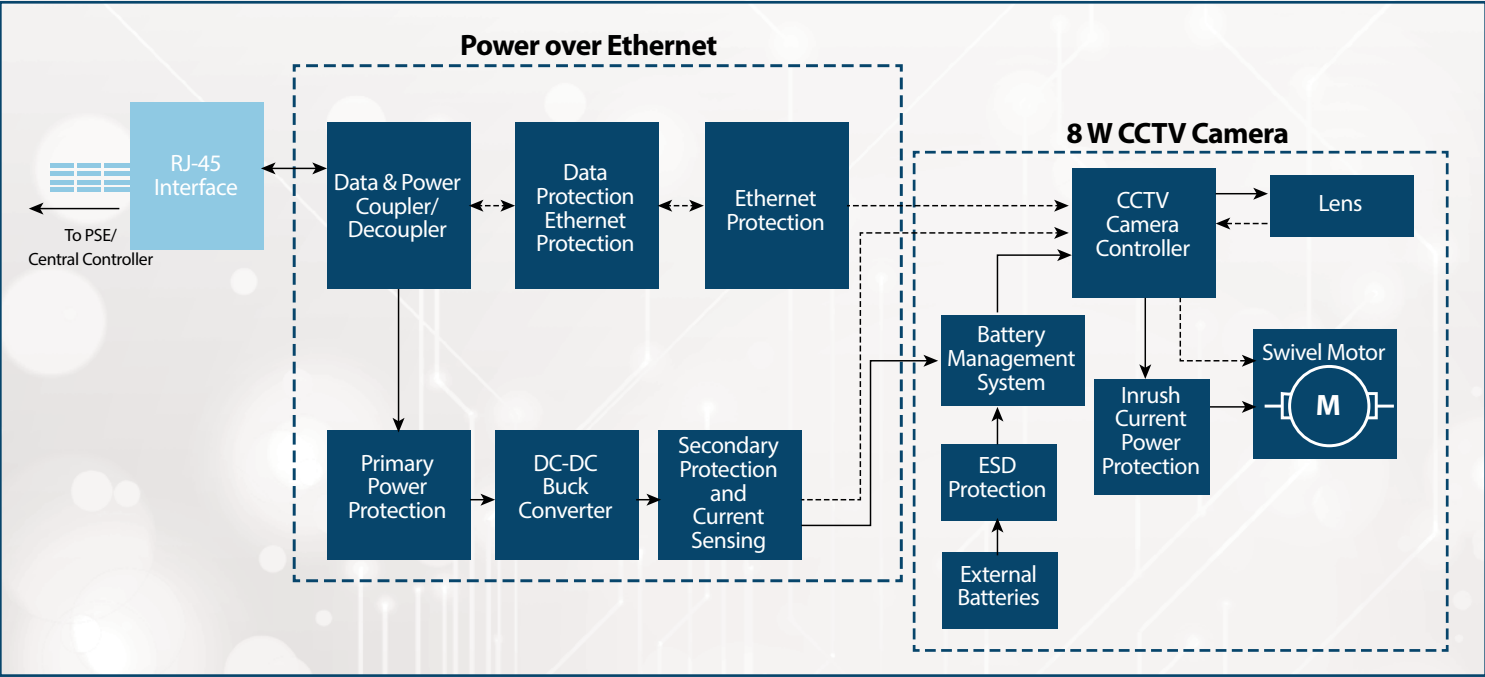 Power over Ethernet
8 W CCTV Camera
RJ-45
Interface
To PSE/
Central Controller
Data & Power
Coupler/
Decoupler
Data
Protection
Ethernet
Protection
Ethernet
Protection
Primary
Power
Protection
DC-DC
Buck
Converter
Secondary
Protection
and
Current
Sensing
CCTV
Camera
Controller
Lens
Battery
Management
System
Swivel Motor
M
Inrush
Current
Power
Protection
ESD
Protection
External
Batteries